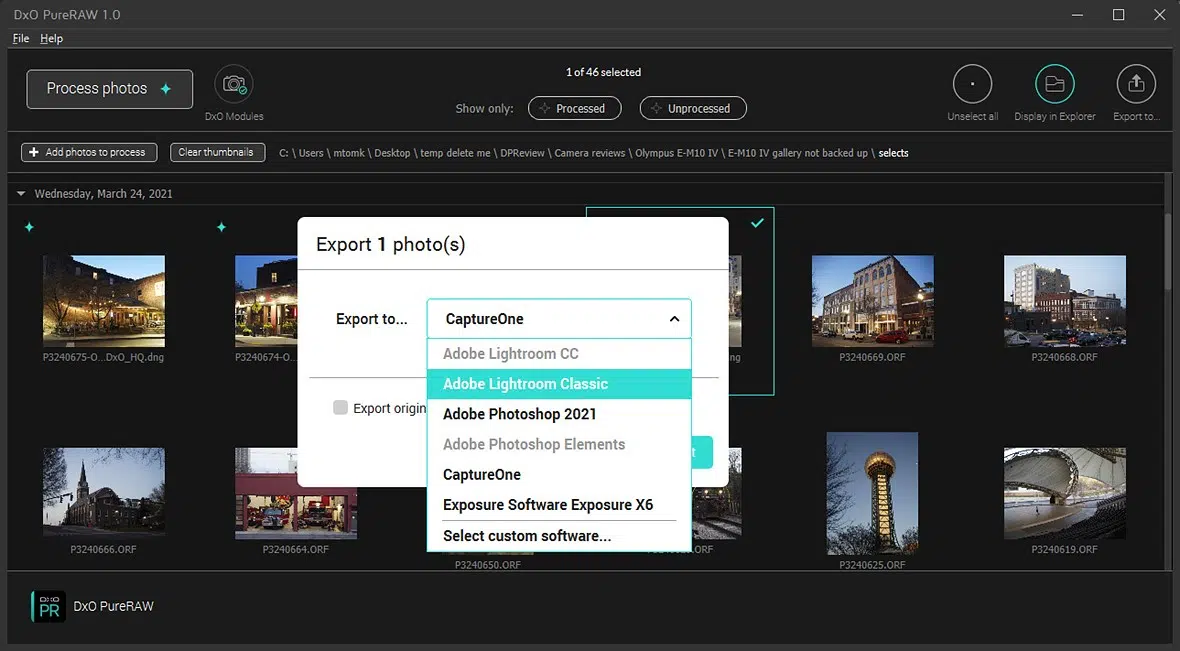 DxO PureRAW 1.0
File Help
Process photos
DxO Modules
1 of 46 selected
Show only: Processed Unprocessed
Unselect all Display in Explorer Export to...
Add photos to process Clear thumbnails C: \ Users \ mtomk \ Desktop \ temp delete me \ DPReview \ Camera reviews \ Olympus E-M10 IV \ E-M10 IV gallery not backed up \ selects
Wednesday, March 24, 2021
Export 1 photo(s)
Export to... CaptureOne
Adobe Lightroom CC
Adobe Lightroom Classic
Adobe Photoshop 2021
Adobe Photoshop Elements
CaptureOne
Exposure Software Exposure X6
Select custom software...
Export origin
P3240675-O...DxO_HQ.dng P3240674-O... ng P3240669.ORF P3240668.ORF
P3240666.ORF P3240664.ORF P3240650.ORF .ORF P3240625.ORF P3240619.ORF
DxO
PR DxO PureRAW